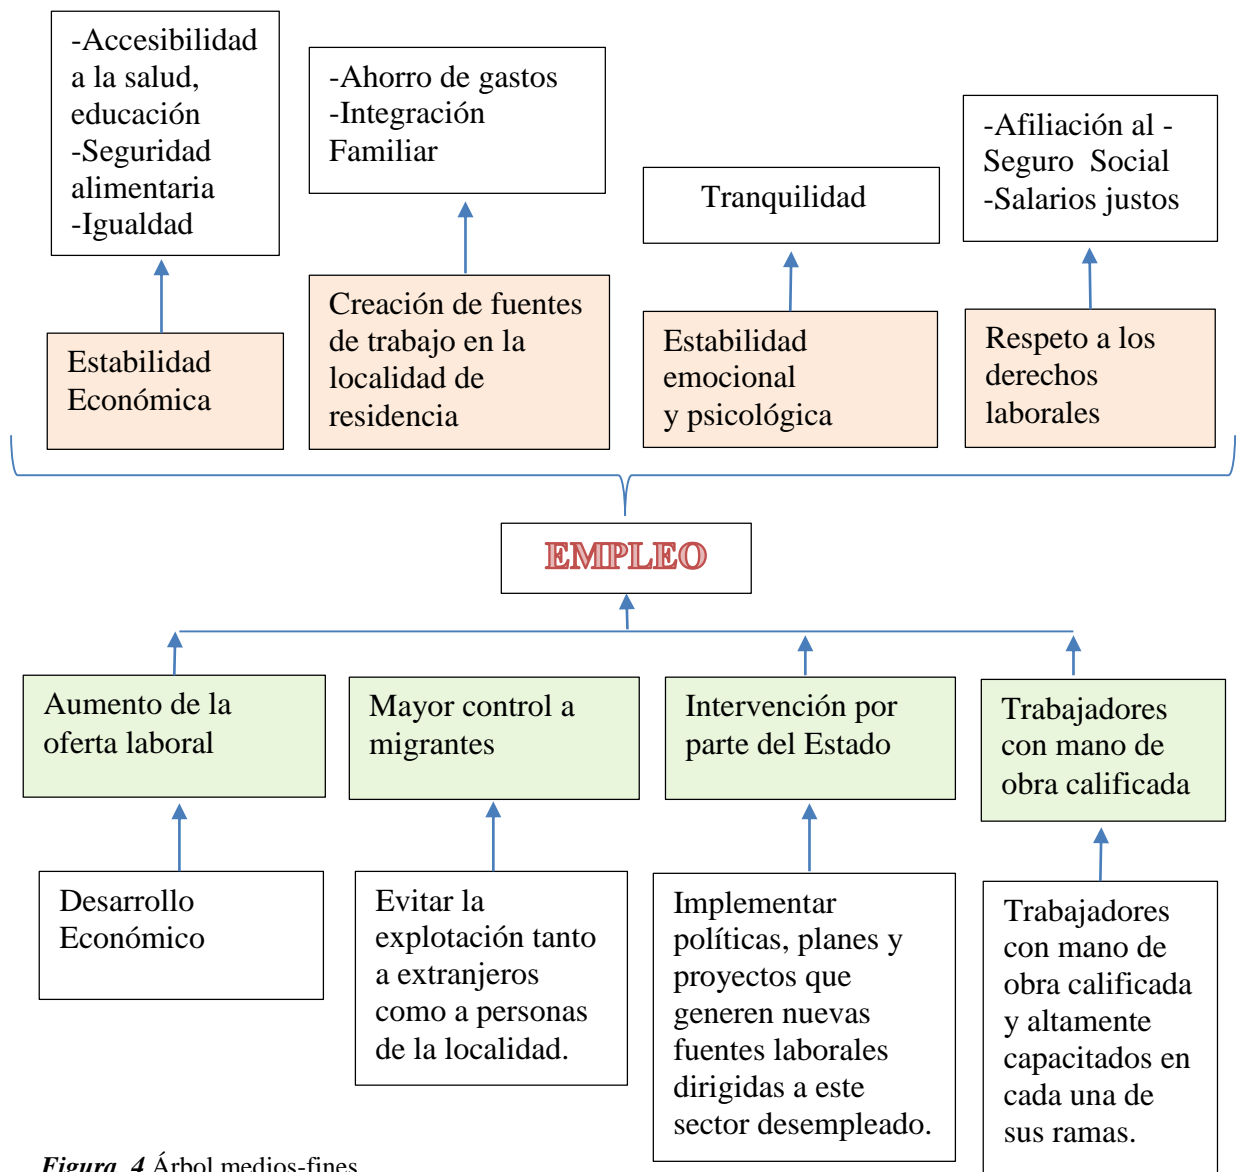 -Accesibilidad
a la salud,
educación
-Seguridad
alimentaria
-Igualdad
-Ahorro de gastos
-Integración
Familiar
Tranquilidad
-Afiliación al -
Seguro Social
-Salarios justos
Estabilidad
Económica
Creación de fuentes
de trabajo en la
localidad de
residencia
Estabilidad
emocional
y psicológica
Respeto a los
derechos
laborales
EMPLEO
Aumento de la
oferta laboral
Mayor control a
migrantes
Intervención por
parte del Estado
Trabajadores
con mano de
obra calificada
Desarrollo
Económico
Evitar la
explotación tanto
a extranjeros
como a personas
de la localidad.
Implementar
políticas, planes y
proyectos que
generen nuevas
fuentes laborales
dirigidas a este
sector desempleado.
Trabajadores
con mano de
obra calificada
y altamente
capacitados en
cada una de
sus ramas.
Figura 4 Árbol medios-fines